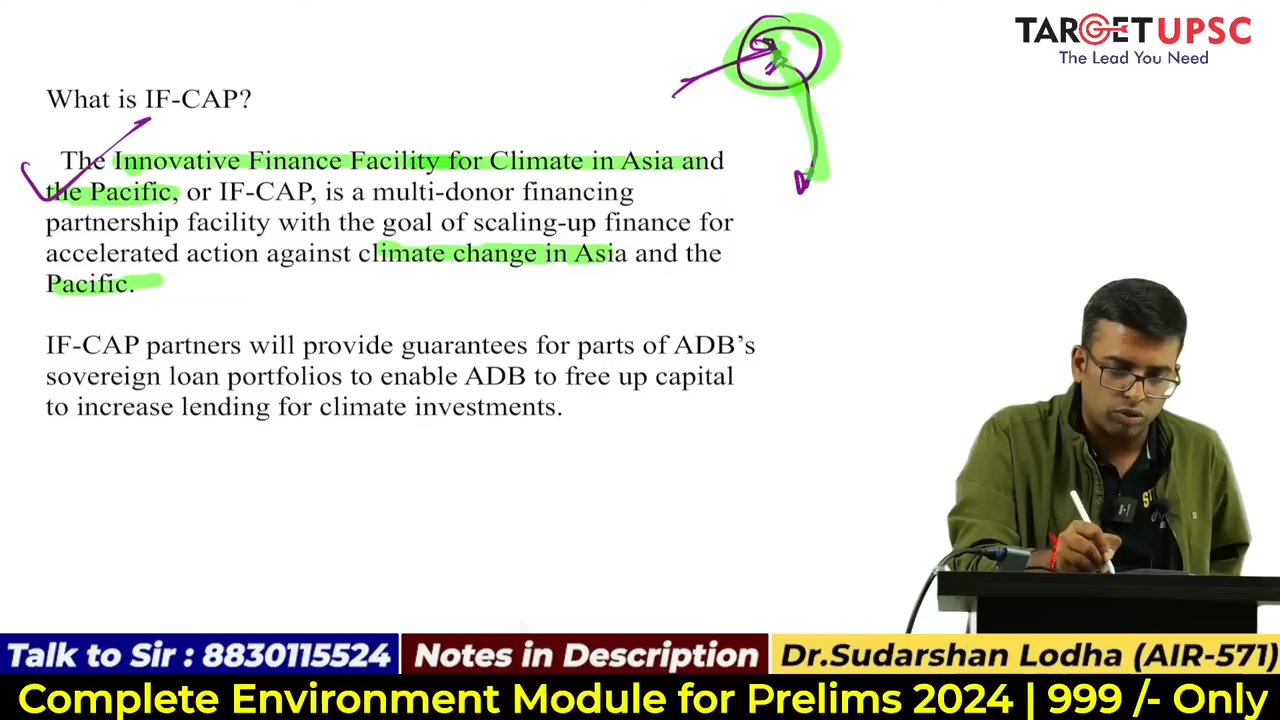 TARGET UPSC
The Lead You Need
What is IF-CAP?
The Innovative Finance Facility for Climate in Asia and
the Pacific, or IF-CAP, is a multi-donor financing
partnership facility with the goal of scaling-up finance for
accelerated action against climate change in Asia and the
Pacific.
IF-CAP partners will provide guarantees for parts of ADB’s
sovereign loan portfolios to enable ADB to free up capital
to increase lending for climate investments.
Talk to Sir : 8830115524
Notes in Description
Dr.Sudarshan Lodha (AIR-571)
Complete Environment Module for Prelims 2024 | 999 /- Only